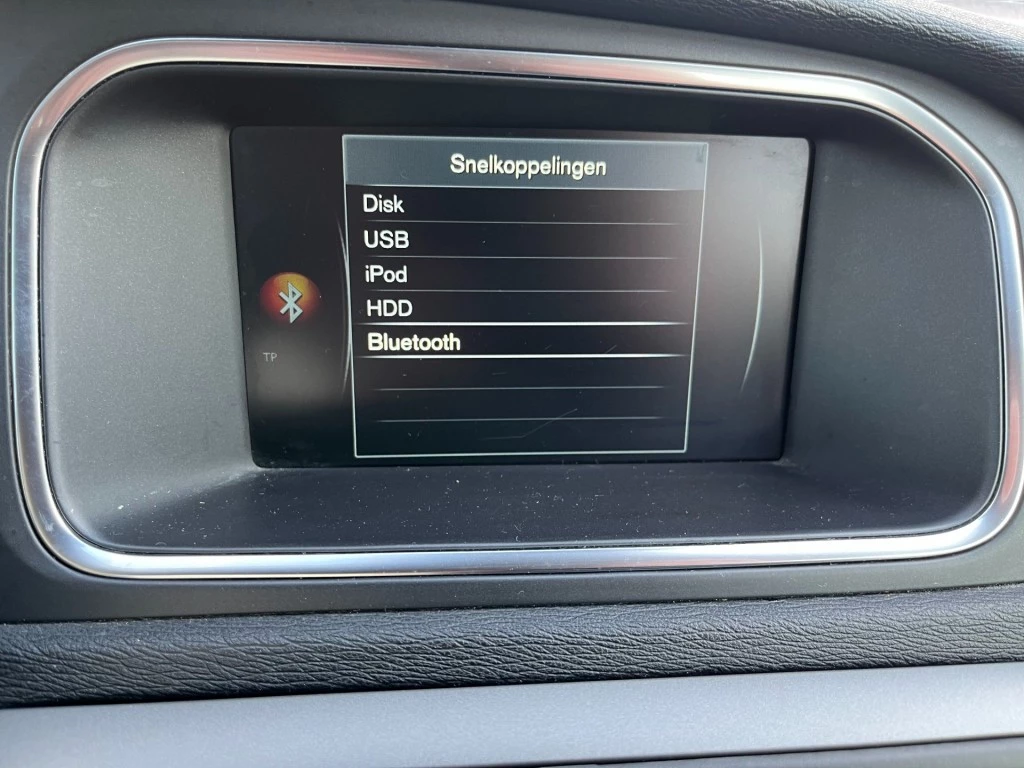 Snelkoppelingen
Disk
USB
iPod
HDD
Bluetooth
TP